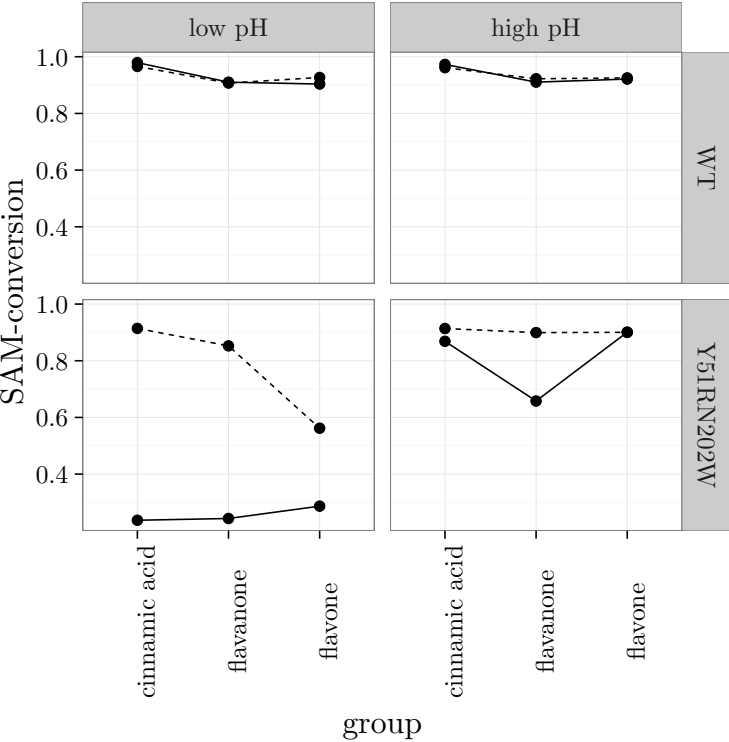 low pH
high pH
SAM-conversion
1.0
0.8
0.6
0.4
WT
1.0
0.8
0.6
0.4
Y51RN202W
cinnamic acid
flavanone
flavone
cinnamic acid
flavanone
flavone
group